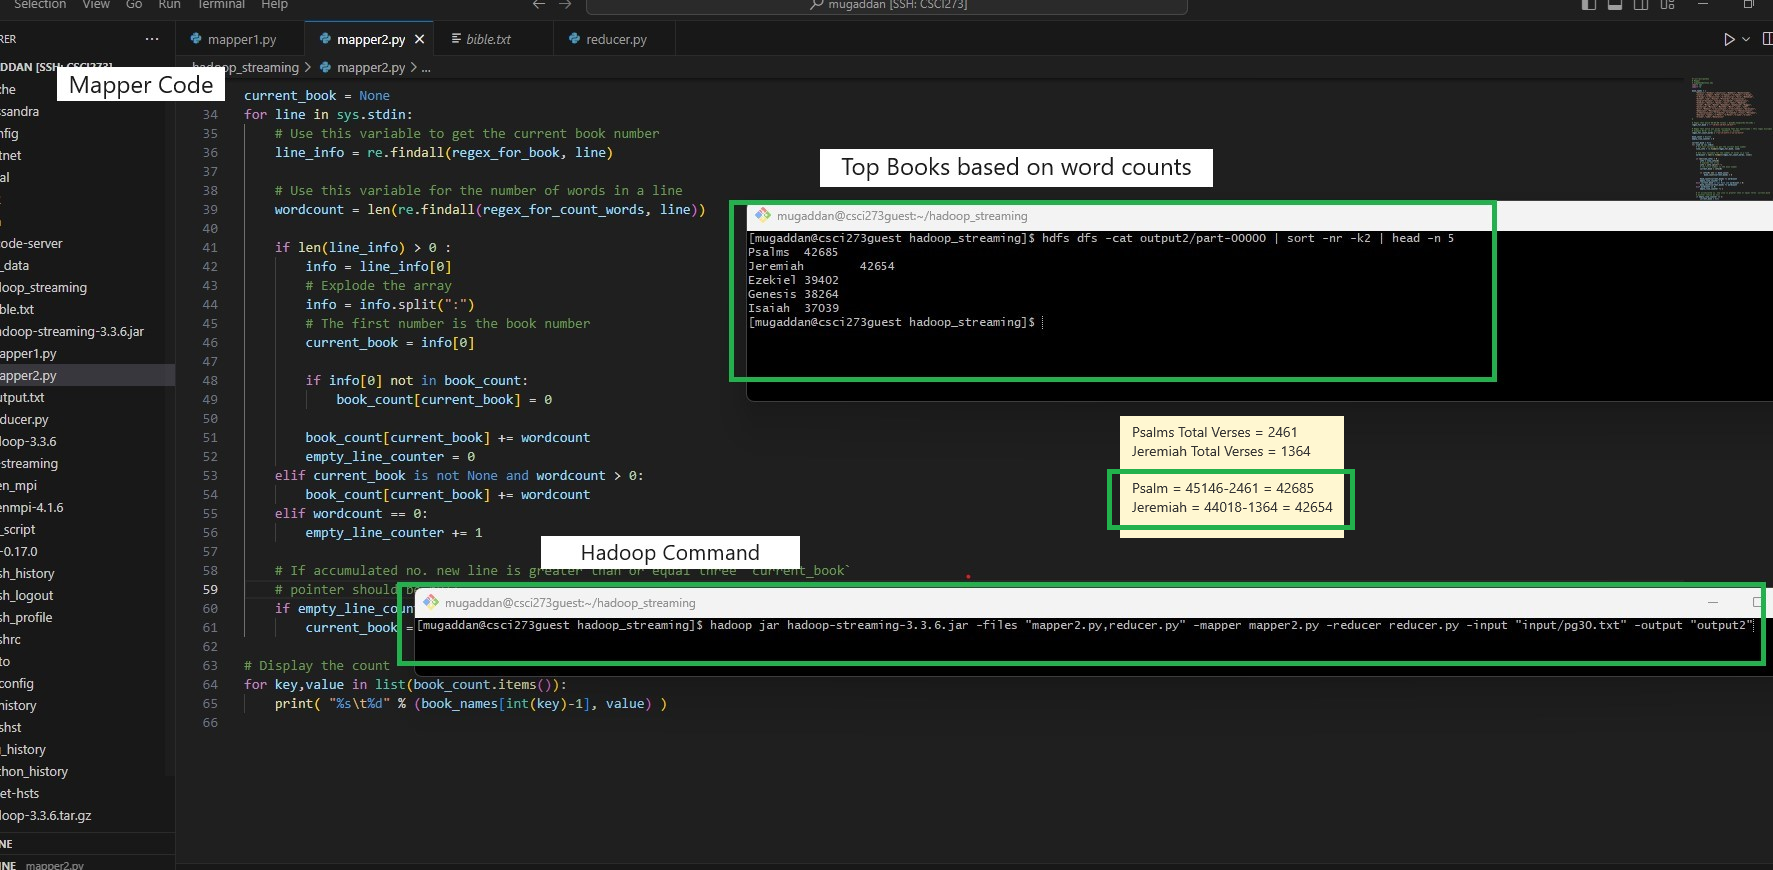 Selection View Go Run Terminal Help
mugaddan [SSH: CSCI273]
mapper1.py
mapper2.py
bible.txt
reducer.py
hadoop_streaming > mapper2.py > ...
DDAN [SSH: CSCI273]
Mapper Code
che
ssandra
nfig
tnet
al
ode-server
_data
loop_streaming
ble.txt
adoop-streaming-3.3.6.jar
apper1.py
apper2.py
utput.txt
ducer.py
loop-3.3.6
-streaming
en_mpi
enmpi-4.1.6
_script
-0.17.0
sh_history
sh_logout
sh_profile
shrc
to
config
history
shst
_history
thon_history
et-hsts
loop-3.3.6.tar.gz
NE
INE mapper2.py
current_book = None
34 for line in sys.stdin:
35 # Use this variable to get the current book number
36 line_info = re.findall(regex_for_book, line)
37
38 # Use this variable for the number of words in a line
39 wordcount = len(re.findall(regex_for_count_words, line))
40
41 if len(line_info) > 0 :
42 info = line_info[0]
43 # Explode the array
44 info = info.split(":")
45 # The first number is the book number
46 current_book = info[0]
47
48 if info[0] not in book_count:
49 book_count[current_book] = 0
50
51 book_count[current_book] += wordcount
52 empty_line_counter = 0
53 elif current_book is not None and wordcount > 0:
54 book_count[current_book] += wordcount
55 elif wordcount == 0:
56 empty_line_counter += 1
57
58 # If accumulated no. new line is greater than or equal three `current_book`
59 # pointer should
60 if empty_line_coun
61 current_book =
62
63 # Display the count
64 for key,value in list(book_count.items()):
65 print( "%s\t%d" % (book_names[int(key)-1], value) )
66
Top Books based on word counts
mugaddan@csci273guest:~/hadoop_streaming
[mugaddan@csci273guest hadoop_streaming]$ hdfs dfs -cat output2/part-00000 | sort -nr -k2 | head -n 5
Psalms 42685
Jeremiah 42654
Ezekiel 39402
Genesis 38264
Isaiah 37039
[mugaddan@csci273guest hadoop_streaming]$
Psalms Total Verses = 2461
Jeremiah Total Verses = 1364
Psalm = 45146-2461 = 42685
Jeremiah = 44018-1364 = 42654
Hadoop Command
mugaddan@csci273guest:~/hadoop_streaming
[mugaddan@csci273guest hadoop_streaming]$ hadoop jar hadoop-streaming-3.3.6.jar -files "mapper2.py,reducer.py" -mapper mapper2.py -reducer reducer.py -input "input/pg30.txt" -output "output2"